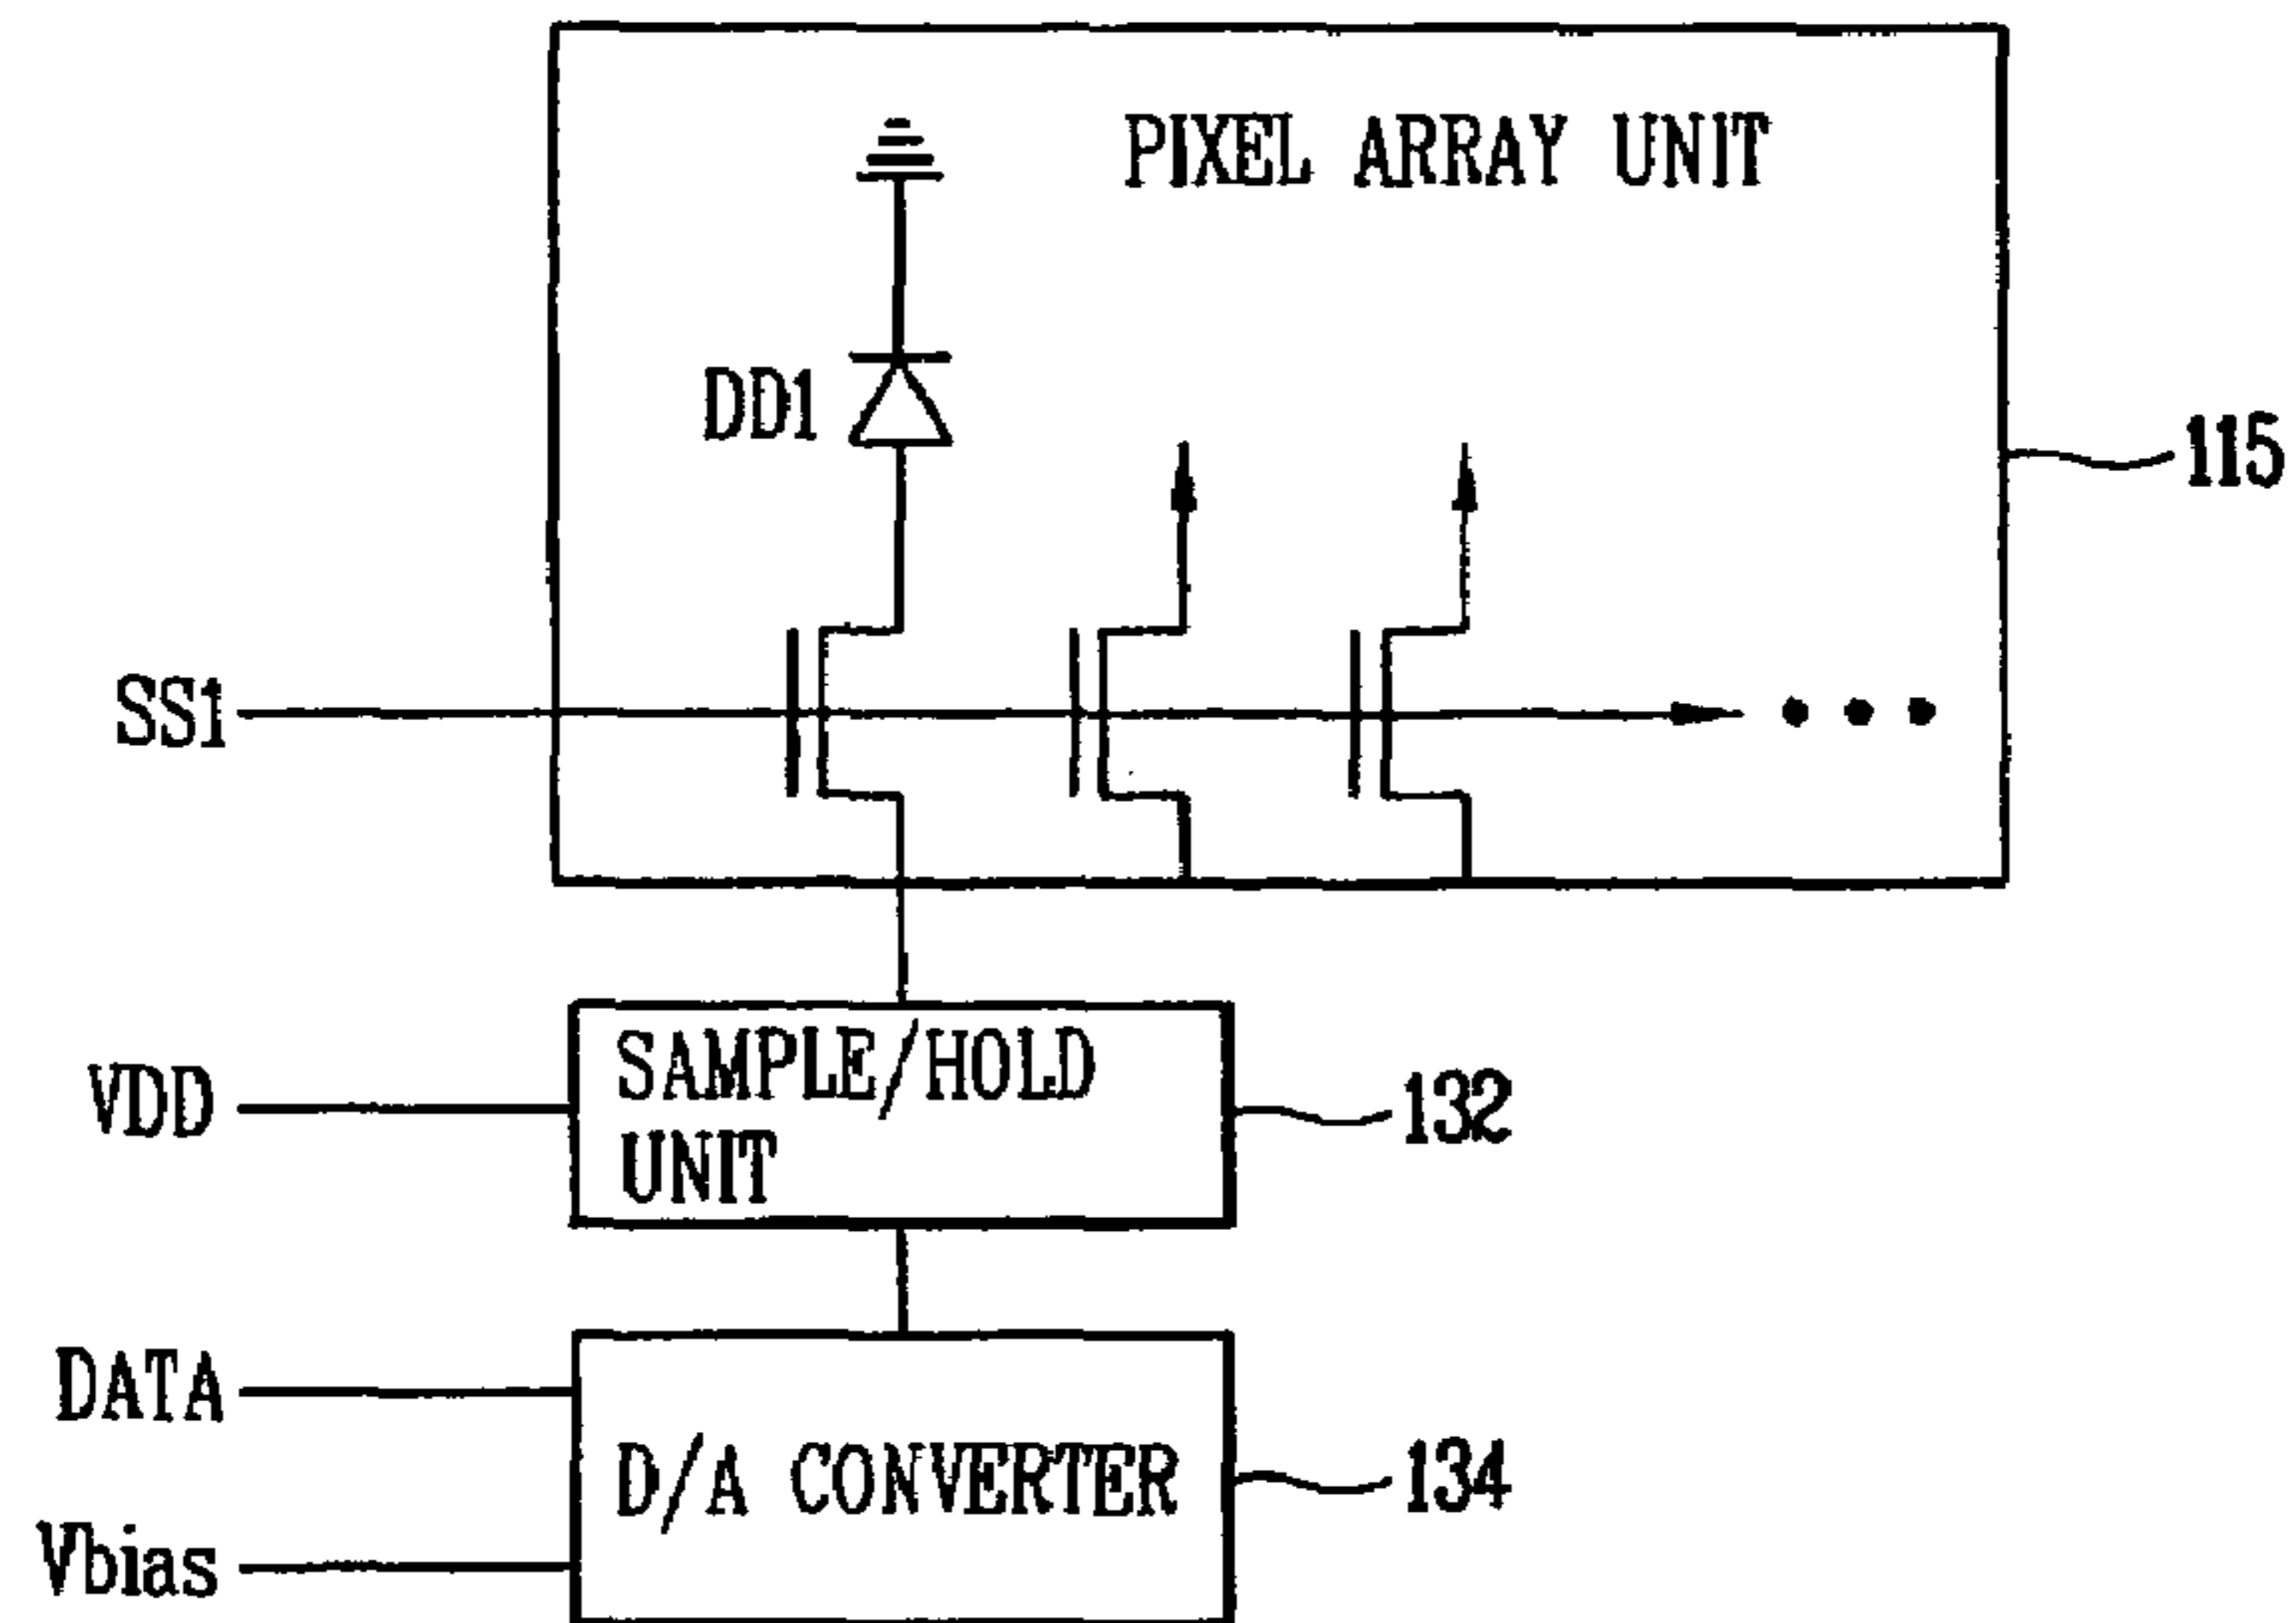 PIXEL ARRAY UNIT
DD1
115
SS1
VDD
SAMPLE/HOLD
UNIT
132
DATA
D/A CONVERTER
134
Vbias